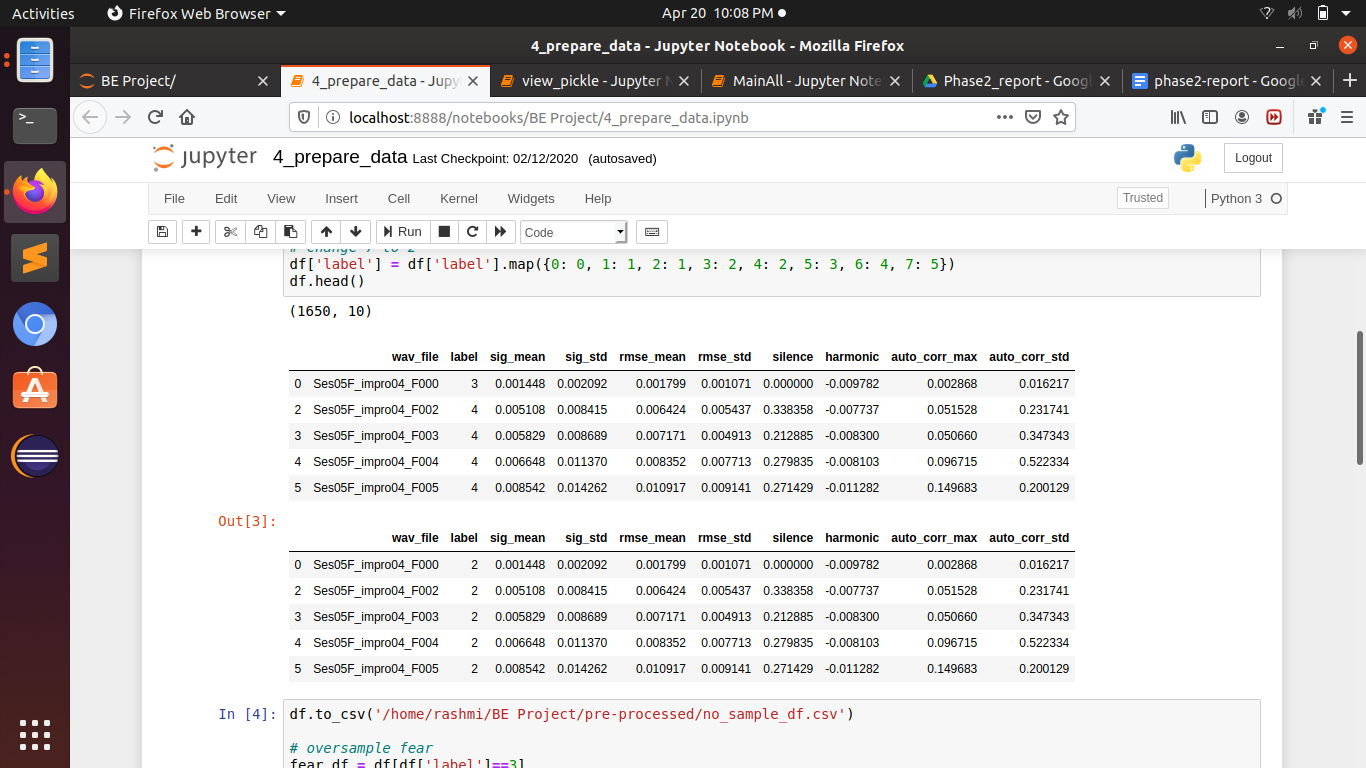 Activities Firefox Web Browser Apr 20 10:08 PM
4_prepare_data - Jupyter Notebook - Mozilla Firefox
BE Project/ 4_prepare_data - Jupy view_pickle - Jupyter MainAll - Jupyter Note Phase2_report - Goog phase2-report - Google
localhost:8888/notebooks/BE Project/4_prepare_data.ipynb
jupyter 4_prepare_data Last Checkpoint: 02/12/2020 (autosaved) Logout
File Edit View Insert Cell Kernel Widgets Help Trusted Python 3
Run Code
# change 7 to 2
df['label'] = df['label'].map({0: 0, 1: 1, 2: 1, 3: 2, 4: 2, 5: 3, 6: 4, 7: 5})
df.head()
(1650, 10)
wav_file label sig_mean sig_std rmse_mean rmse_std silence harmonic auto_corr_max auto_corr_std
0 Ses05F_impro04_F000 3 0.001448 0.002092 0.001799 0.001071 0.000000 -0.009782 0.002868 0.016217
2 Ses05F_impro04_F002 4 0.005108 0.008415 0.006424 0.005437 0.338358 -0.007737 0.051528 0.231741
3 Ses05F_impro04_F003 4 0.005829 0.008689 0.007171 0.004913 0.212885 -0.008300 0.050660 0.347343
4 Ses05F_impro04_F004 4 0.006648 0.011370 0.008352 0.007713 0.279835 -0.008103 0.096715 0.522334
5 Ses05F_impro04_F005 4 0.008542 0.014262 0.010917 0.009141 0.271429 -0.011282 0.149683 0.200129
Out[3]:
wav_file label sig_mean sig_std rmse_mean rmse_std silence harmonic auto_corr_max auto_corr_std
0 Ses05F_impro04_F000 2 0.001448 0.002092 0.001799 0.001071 0.000000 -0.009782 0.002868 0.016217
2 Ses05F_impro04_F002 2 0.005108 0.008415 0.006424 0.005437 0.338358 -0.007737 0.051528 0.231741
3 Ses05F_impro04_F003 2 0.005829 0.008689 0.007171 0.004913 0.212885 -0.008300 0.050660 0.347343
4 Ses05F_impro04_F004 2 0.006648 0.011370 0.008352 0.007713 0.279835 -0.008103 0.096715 0.522334
5 Ses05F_impro04_F005 2 0.008542 0.014262 0.010917 0.009141 0.271429 -0.011282 0.149683 0.200129
In [4]: df.to_csv('/home/rashmi/BE Project/pre-processed/no_sample_df.csv')
# oversample fear
fear_df = df[df['label']==3]